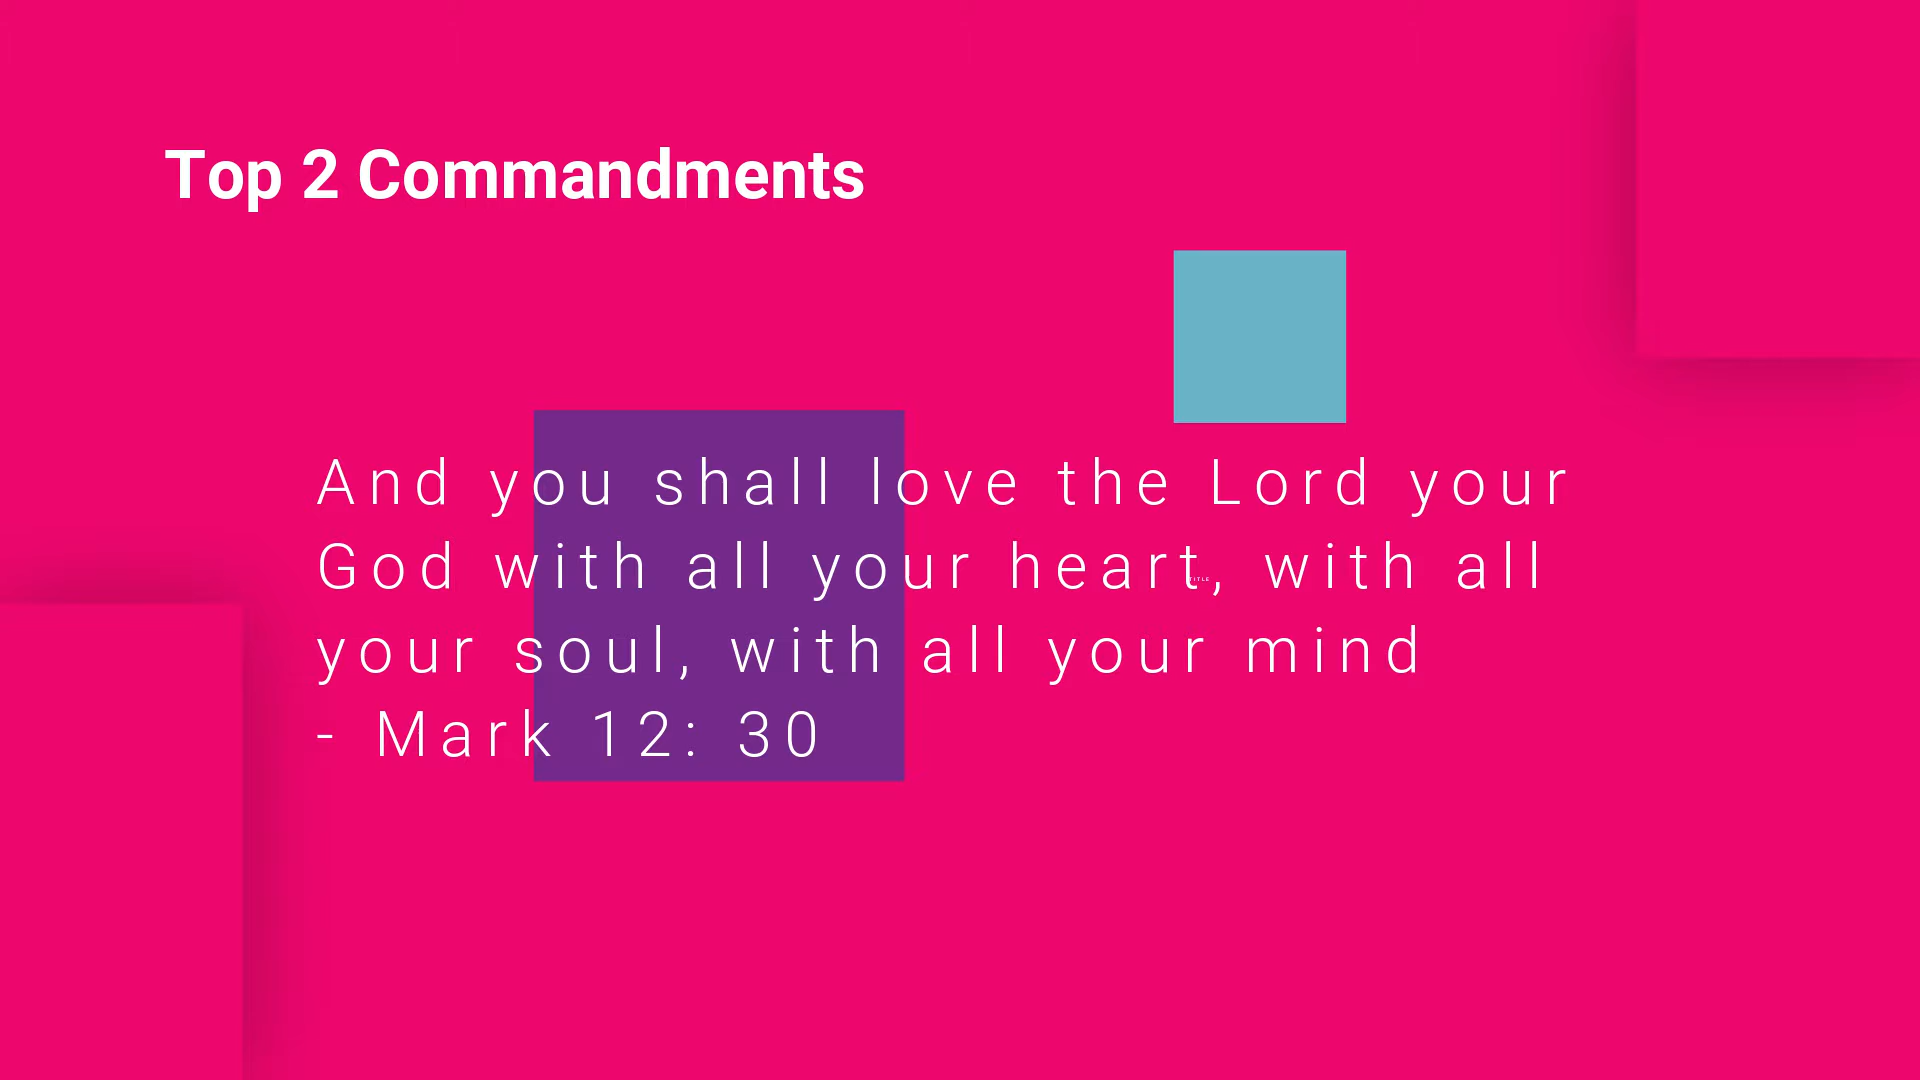 Top 2 Commandments
And you shall love the Lord your
God with all your heart, with all
TITLE
your soul, with all your mind
- Mark 12: 30